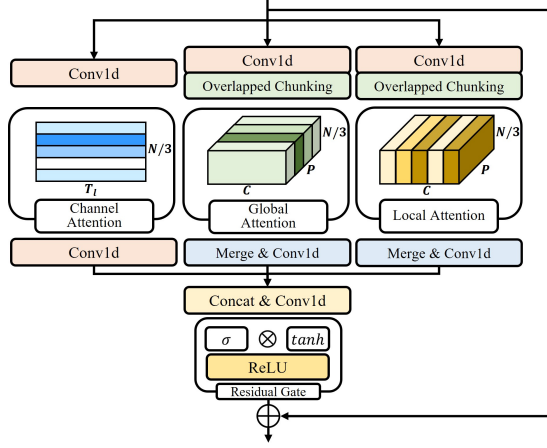 Conv1d
Conv1d
Conv1d
Overlapped Chunking
Overlapped Chunking
N/3
T_l
Channel
Attention
N/3
P
C
Global
Attention
N/3
P
C
Local Attention
Conv1d
Merge & Conv1d
Merge & Conv1d
Concat & Conv1d
σ
⊗
tanh
ReLU
Residual Gate